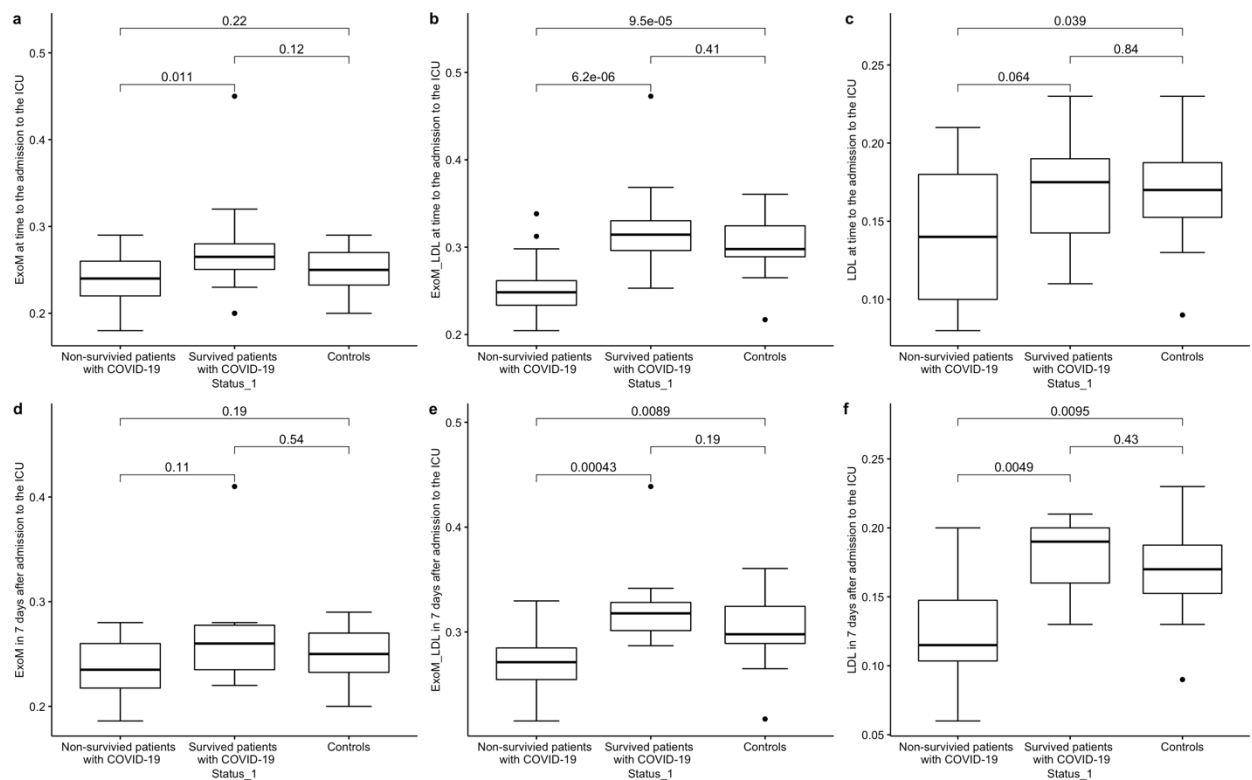 a
0.22
0.12
0.011
0.5
0.4
0.3
0.2
ExoM at time to the admission to the ICU
Non-survivied patients
with COVID-19
Survived patients
with COVID-19
Controls
Status_1
b
9.5e-05
0.41
6.2e-06
0.5
0.4
0.3
0.2
ExoM_LDL at time to the admission to the ICU
Non-survivied patients
with COVID-19
Survived patients
with COVID-19
Controls
Status_1
c
0.039
0.84
0.064
0.25
0.20
0.15
0.10
LDL at time to the admission to the ICU
Non-survivied patients
with COVID-19
Survived patients
with COVID-19
Controls
Status_1
d
0.19
0.54
0.11
0.4
0.3
0.2
ExoM in 7 days after admission to the ICU
Non-survivied patients
with COVID-19
Survived patients
with COVID-19
Controls
Status_1
e
0.0089
0.19
0.00043
0.5
0.4
0.3
ExoM_LDL in 7 days after admission to the ICU
Non-survivied patients
with COVID-19
Survived patients
with COVID-19
Controls
Status_1
f
0.0095
0.43
0.0049
0.25
0.20
0.15
0.10
0.05
LDL in 7 days after admission to the ICU
Non-survivied patients
with COVID-19
Survived patients
with COVID-19
Controls
Status_1